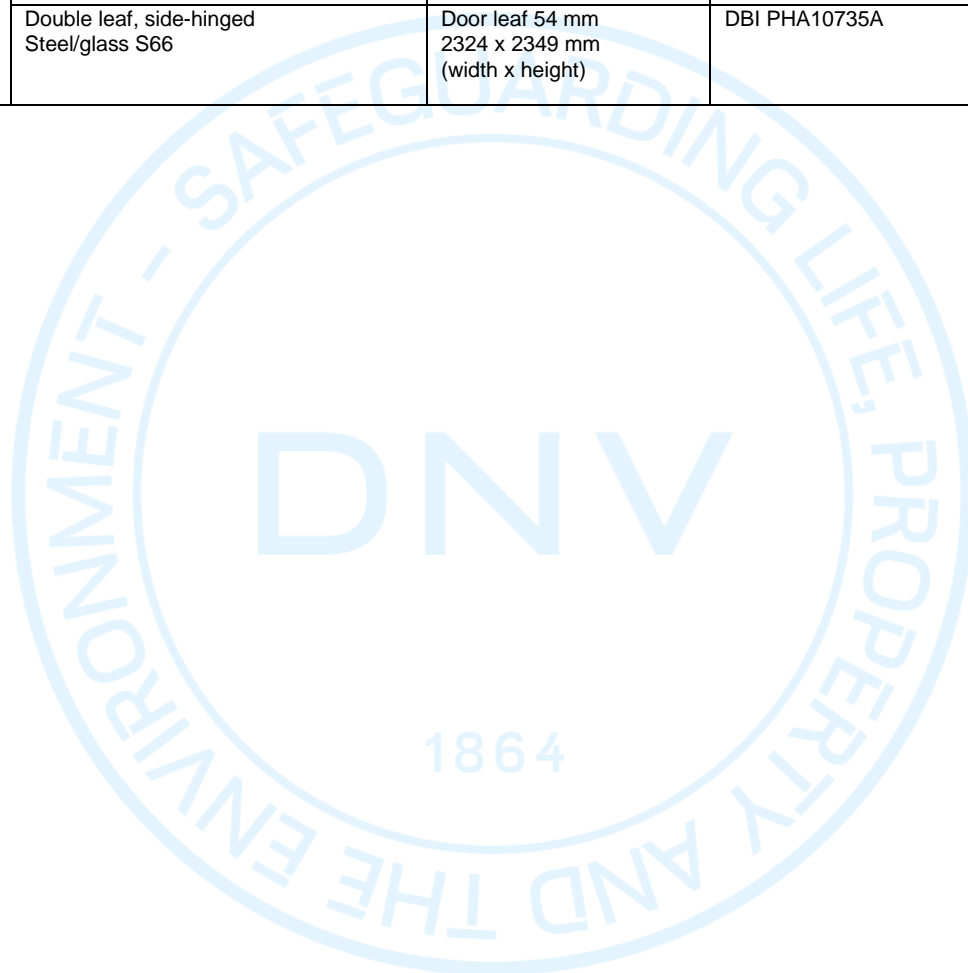 Double leaf, side-hinged
Steel/glass S66
Door leaf 54 mm
2324 x 2349 mm
(width x height)
DBI PHA10735A
SAFEGUARDING LIFE, PROPERTY AND THE ENVIRONMENT -
DNV
1864